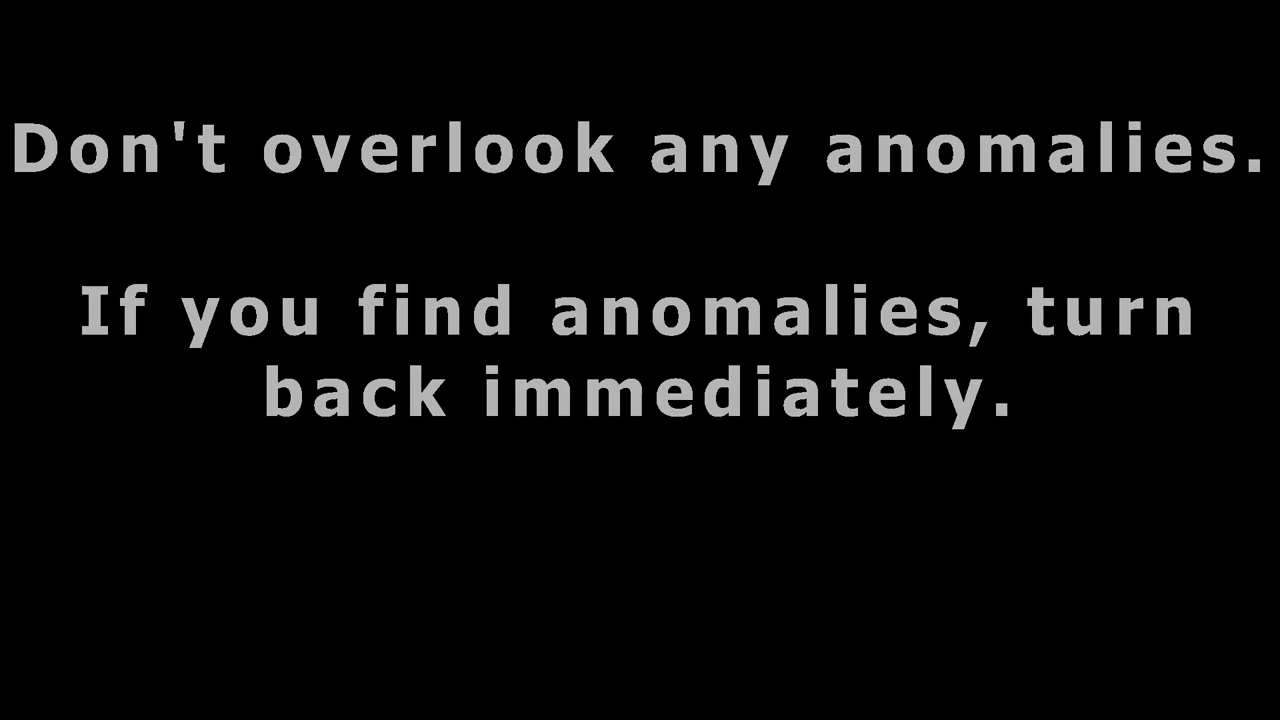 Don't overlook any anomalies.
If you find anomalies, turn
back immediately.